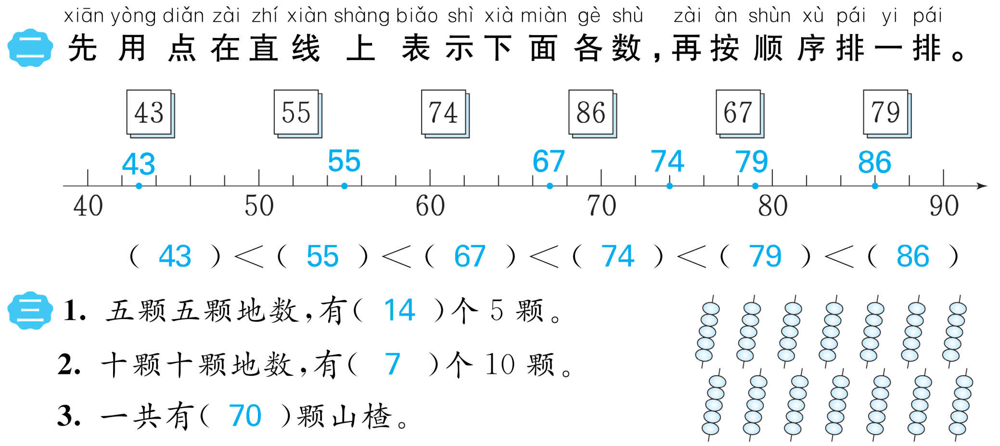 xiān yòng diǎn zài zhí xiàn shàng biǎo shì xià miàn gè shù zài àn shùn xù pái yi pái
二 先用点在直线上表示下面各数，再按顺序排一排。
43 55 74 86 67 79
43 55 67 74 79 86
40 50 60 70 80 90
（ 43 ）＜（ 55 ）＜（ 67 ）＜（ 74 ）＜（ 79 ）＜（ 86 ）
三 1. 五颗五颗地数，有（ 14 ）个 5 颗。
2. 十颗十颗地数，有（ 7 ）个 10 颗。
3. 一共有（ 70 ）颗山楂。